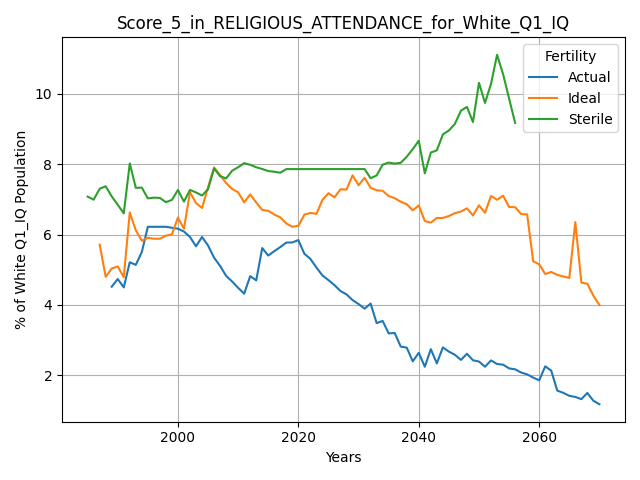 Score_5_in_RELIGIOUS_ATTENDANCE_for_White_Q1_IQ
% of White Q1_IQ Population
10
8
6
4
2
Fertility
Actual
Ideal
Sterile
2000
2020
2040
2060
Years